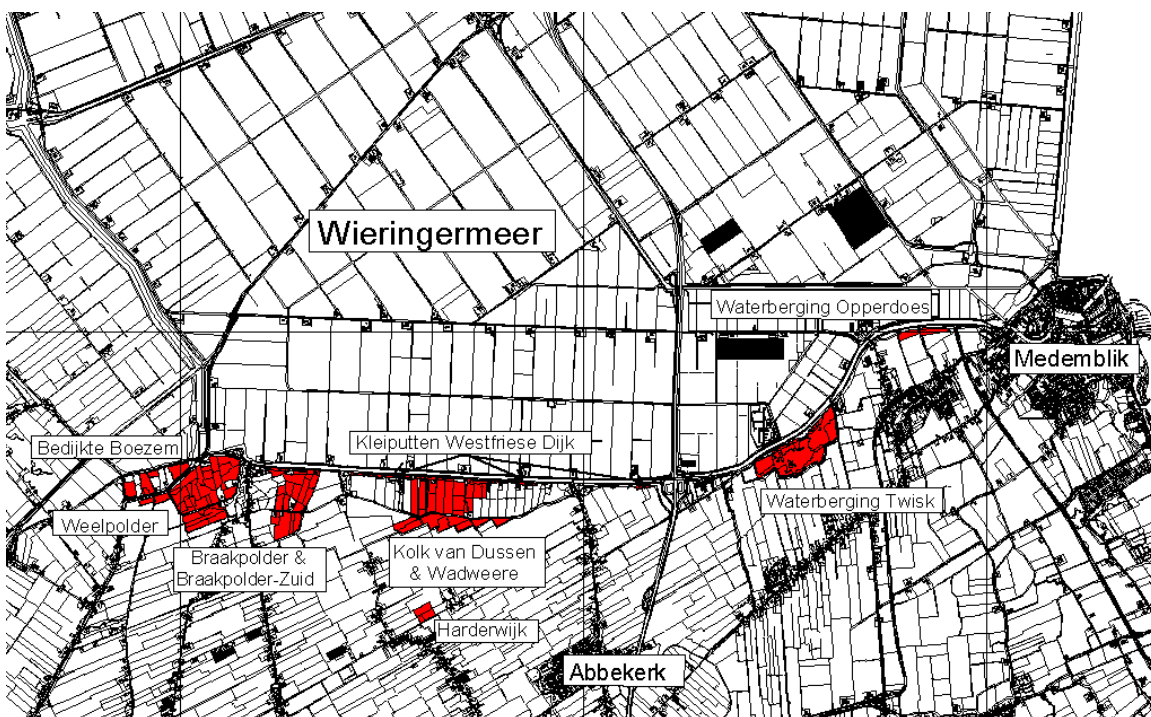 Wieringermeer
Waterberging Opperdoes
Medemblik
Bedijkte Boezem
Kleiputten Westfriese Dijk
Weelpolder
Waterberging Twisk
Braakpolder &
Braakpolder-Zuid
Kolk van Dussen
& Wadweere
Harderwijk
Abbekerk